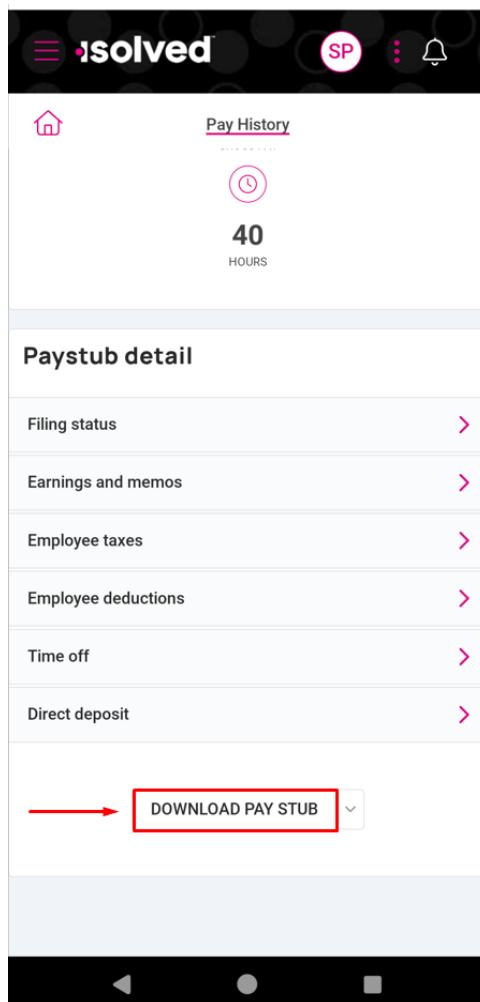 isolved
SP
Pay History
40
HOURS
Paystub detail
Filing status
Earnings and memos
Employee taxes
Employee deductions
Time off
Direct deposit
DOWNLOAD PAY STUB